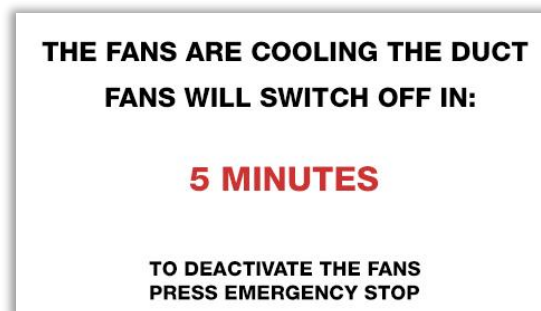 THE FANS ARE COOLING THE DUCT
FANS WILL SWITCH OFF IN:
5 MINUTES
TO DEACTIVATE THE FANS
PRESS EMERGENCY STOP